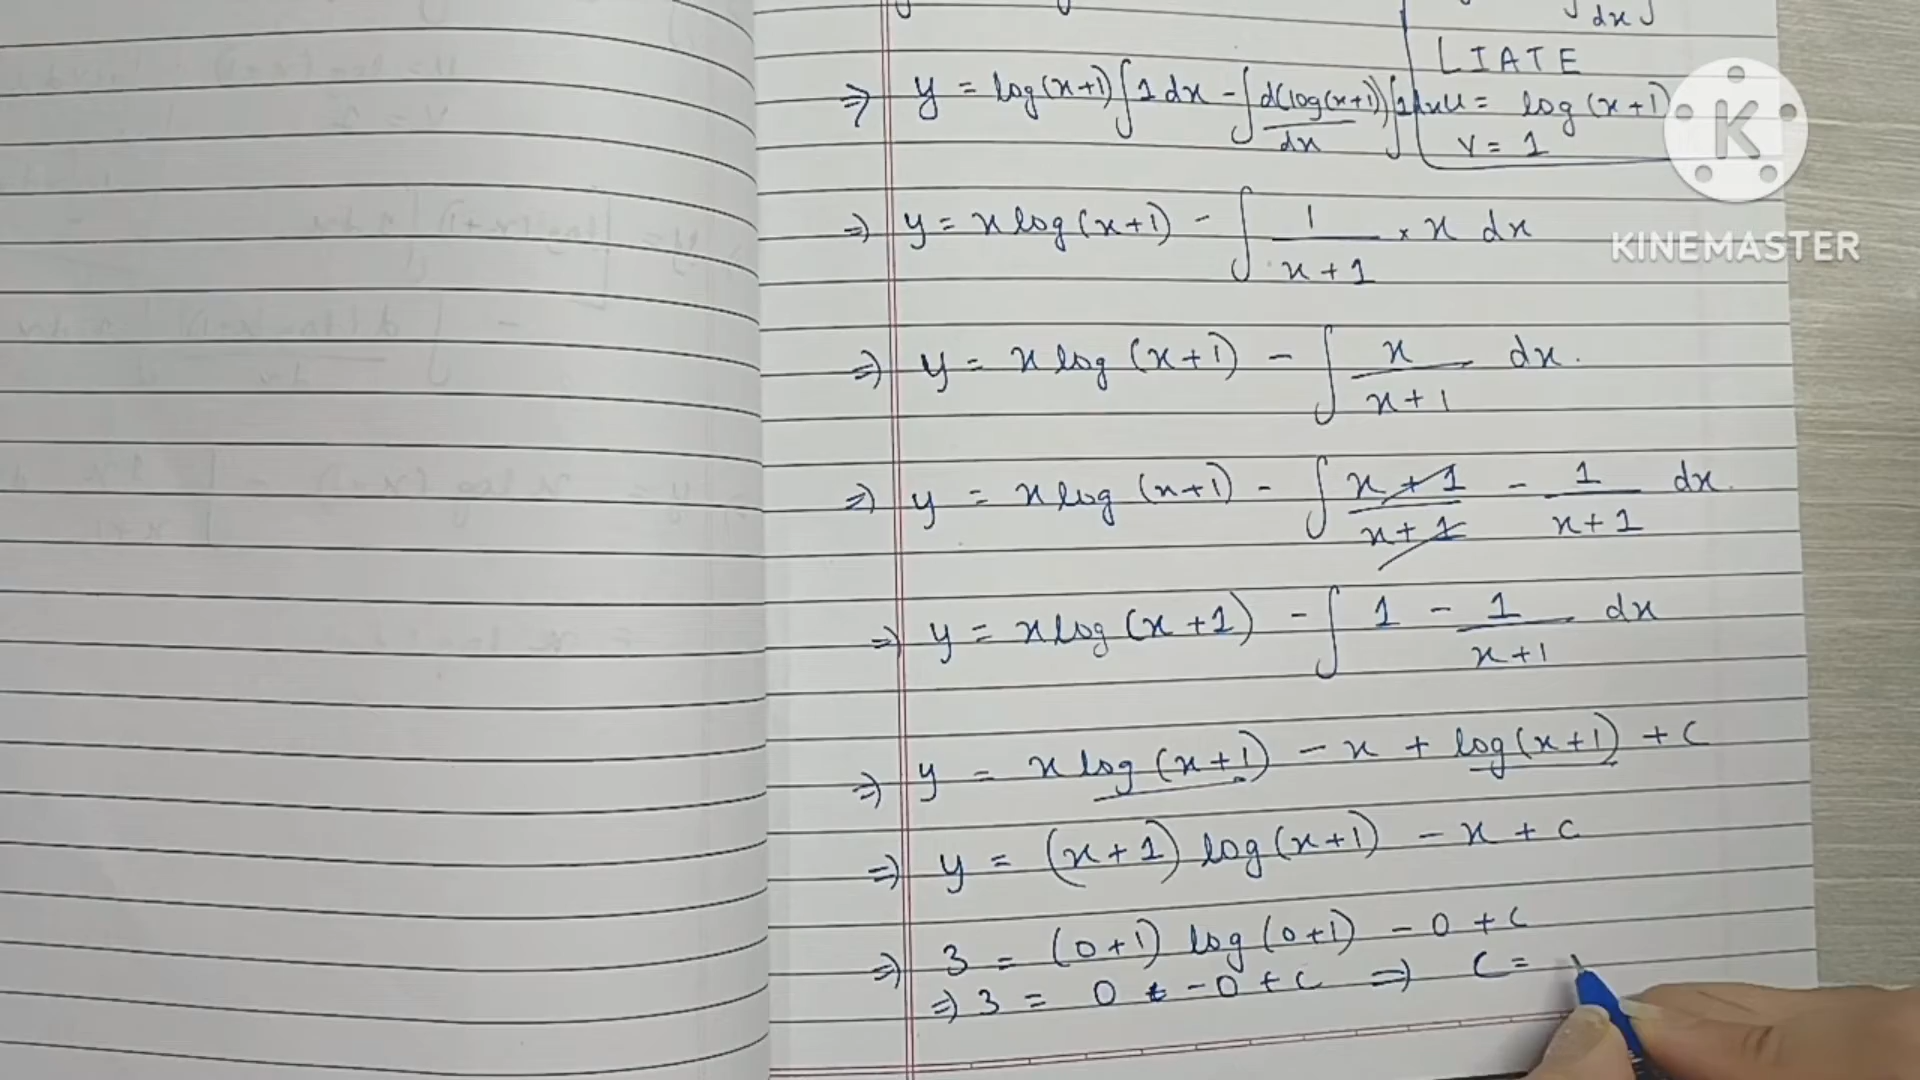 dx
LIATE
⇒ y = log(x+1)∫1 dx - ∫d(log(x+1))/dx ∫1dx
u = log(x+1)
v = 1
⇒ y = x log(x+1) - ∫ 1/(x+1) × x dx
KINEMASTER
⇒ y = x log(x+1) - ∫ x/(x+1) dx.
⇒ y = x log(x+1) - ∫ (x+1)/(x+1) - 1/(x+1) dx.
⇒ y = x log(x+1) - ∫ 1 - 1/(x+1) dx
⇒ y = x log(x+1) - x + log(x+1) + c
⇒ y = (x+1) log(x+1) - x + c
⇒ 3 = (0+1) log(0+1) - 0 + c
⇒ 3 = 0 - 0 + c ⇒ c =